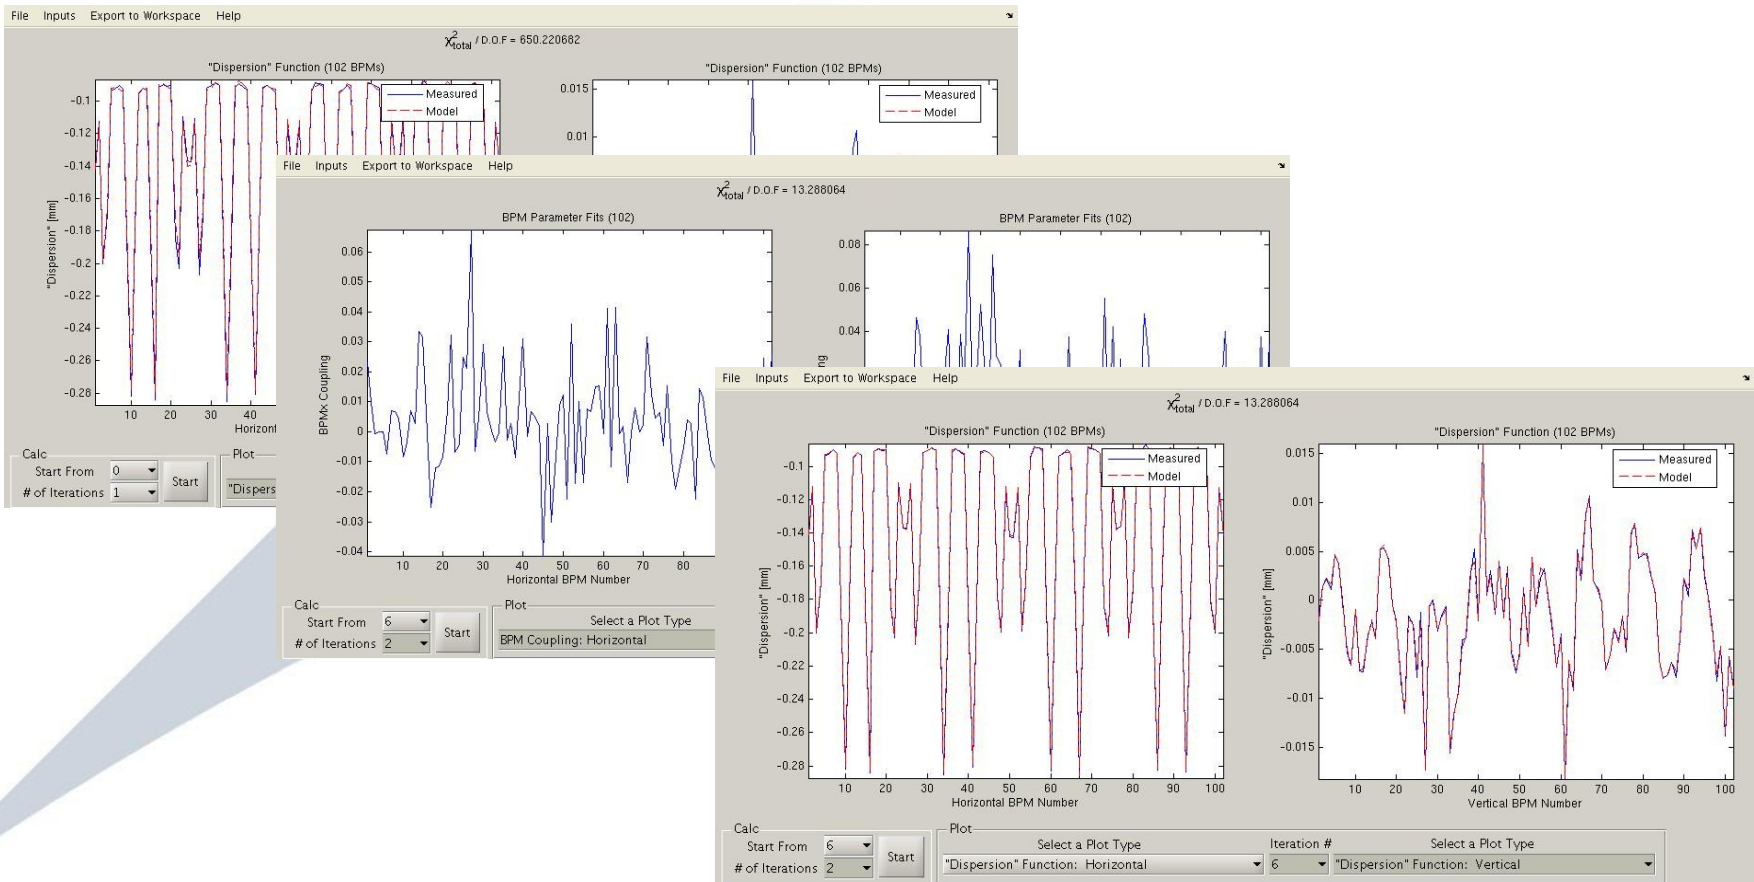 File Inputs Export to Workspace Help
χ²total / D.O.F = 650.220682
"Dispersion" Function (102 BPMs)
"Dispersion" Function (102 BPMs)
Measured
Model
Measured
Model
-0.1
-0.12
-0.14
-0.16
-0.18
-0.2
-0.22
-0.24
-0.26
-0.28
"Dispersion" [mm]
10 20 30 40
Horizont
0.015
0.01
Calc
Start From 0
# of Iterations 1
Start
Plot
"Dispers
File Inputs Export to Workspace Help
χ²total / D.O.F = 13.288064
BPM Parameter Fits (102)
BPM Parameter Fits (102)
0.06
0.05
0.04
0.03
0.02
0.01
0
-0.01
-0.02
-0.03
-0.04
BPMx Coupling
10 20 30 40 50 60 70 80
Horizontal BPM Number
0.08
0.06
0.04
ng
Calc
Start From 6
# of Iterations 2
Start
Plot
Select a Plot Type
BPM Coupling: Horizontal
File Inputs Export to Workspace Help
χ²total / D.O.F = 13.288064
"Dispersion" Function (102 BPMs)
"Dispersion" Function (102 BPMs)
Measured
Model
Measured
Model
-0.1
-0.12
-0.14
-0.16
-0.18
-0.2
-0.22
-0.24
-0.26
-0.28
"Dispersion" [mm]
10 20 30 40 50 60 70 80 90 100
Horizontal BPM Number
0.015
0.01
0.005
0
-0.005
-0.01
-0.015
"Dispersion" [mm]
10 20 30 40 50 60 70 80 90 100
Vertical BPM Number
Calc
Start From 6
# of Iterations 2
Start
Plot
Select a Plot Type Iteration # Select a Plot Type
"Dispersion" Function: Horizontal 6 "Dispersion" Function: Vertical